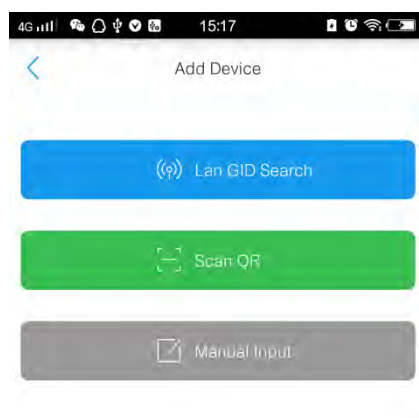 4G 15:17
Add Device
Lan GID Search
Scan QR
Manual Input